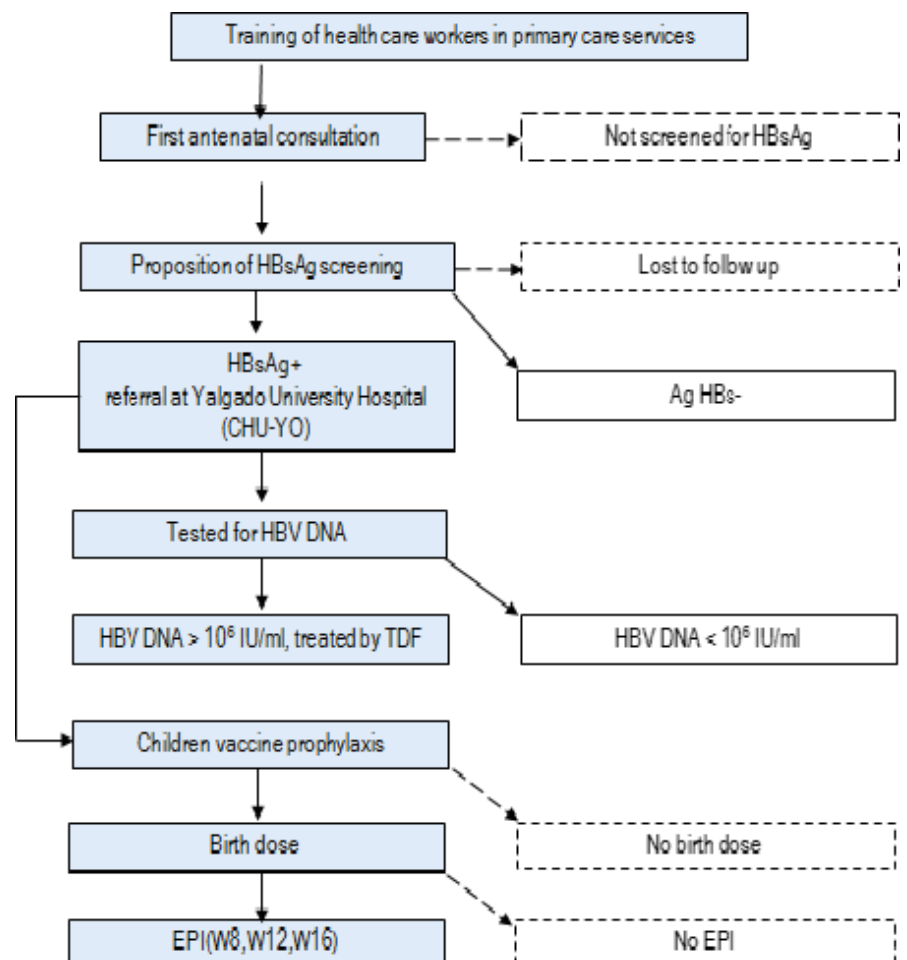 Training of health care workers in primary care services
First antenatal consultation
Not screened for HBsAg
Proposition of HBsAg screening
Lost to follow up
HBsAg+
referral at Yalgado University Hospital
(CHU-YO)
Ag HBs-
Tested for HBV DNA
HBV DNA > 10⁶ IU/ml, treated by TDF
HBV DNA < 10⁶ IU/ml
Children vaccine prophylaxis
Birth dose
No birth dose
EPI(W8,W12,W16)
No EPI